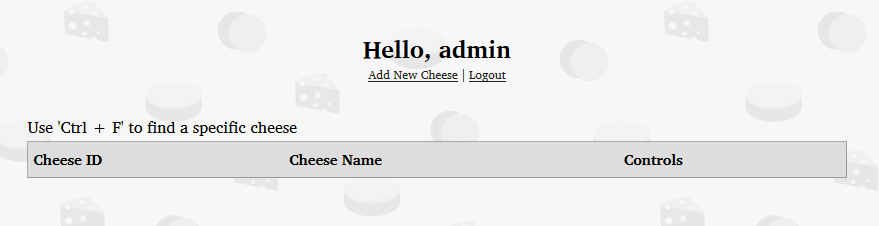 Hello, admin
Add New Cheese | Logout
Use 'Ctrl + F' to find a specific cheese
Cheese ID Cheese Name Controls